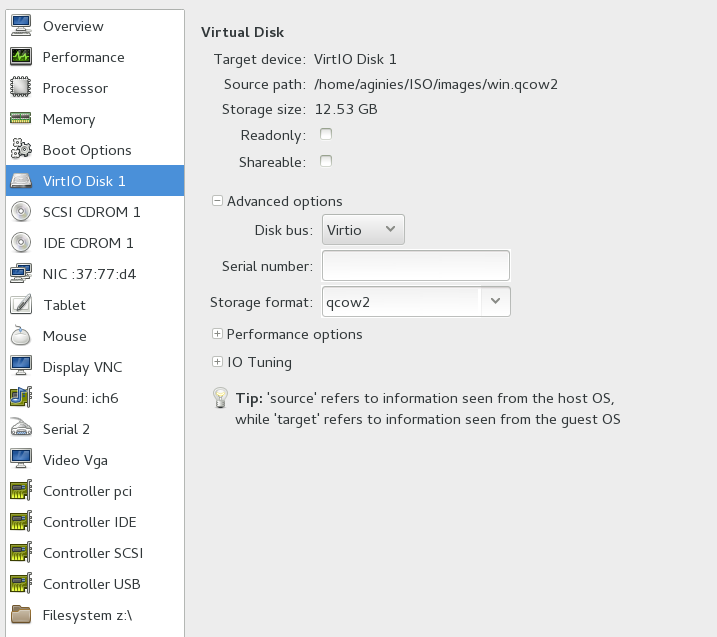 Overview
Performance
Processor
Memory
Boot Options
VirtIO Disk 1
SCSI CDROM 1
IDE CDROM 1
NIC :37:77:d4
Tablet
Mouse
Display VNC
Sound: ich6
Serial 2
Video Vga
Controller pci
Controller IDE
Controller SCSI
Controller USB
Filesystem z:\
Virtual Disk
Target device: VirtIO Disk 1
Source path: /home/aginies/ISO/images/win.qcow2
Storage size: 12.53 GB
Readonly:
Shareable:
Advanced options
Disk bus: Virtio
Serial number:
Storage format: qcow2
Performance options
IO Tuning
Tip: 'source' refers to information seen from the host OS,
while 'target' refers to information seen from the guest OS